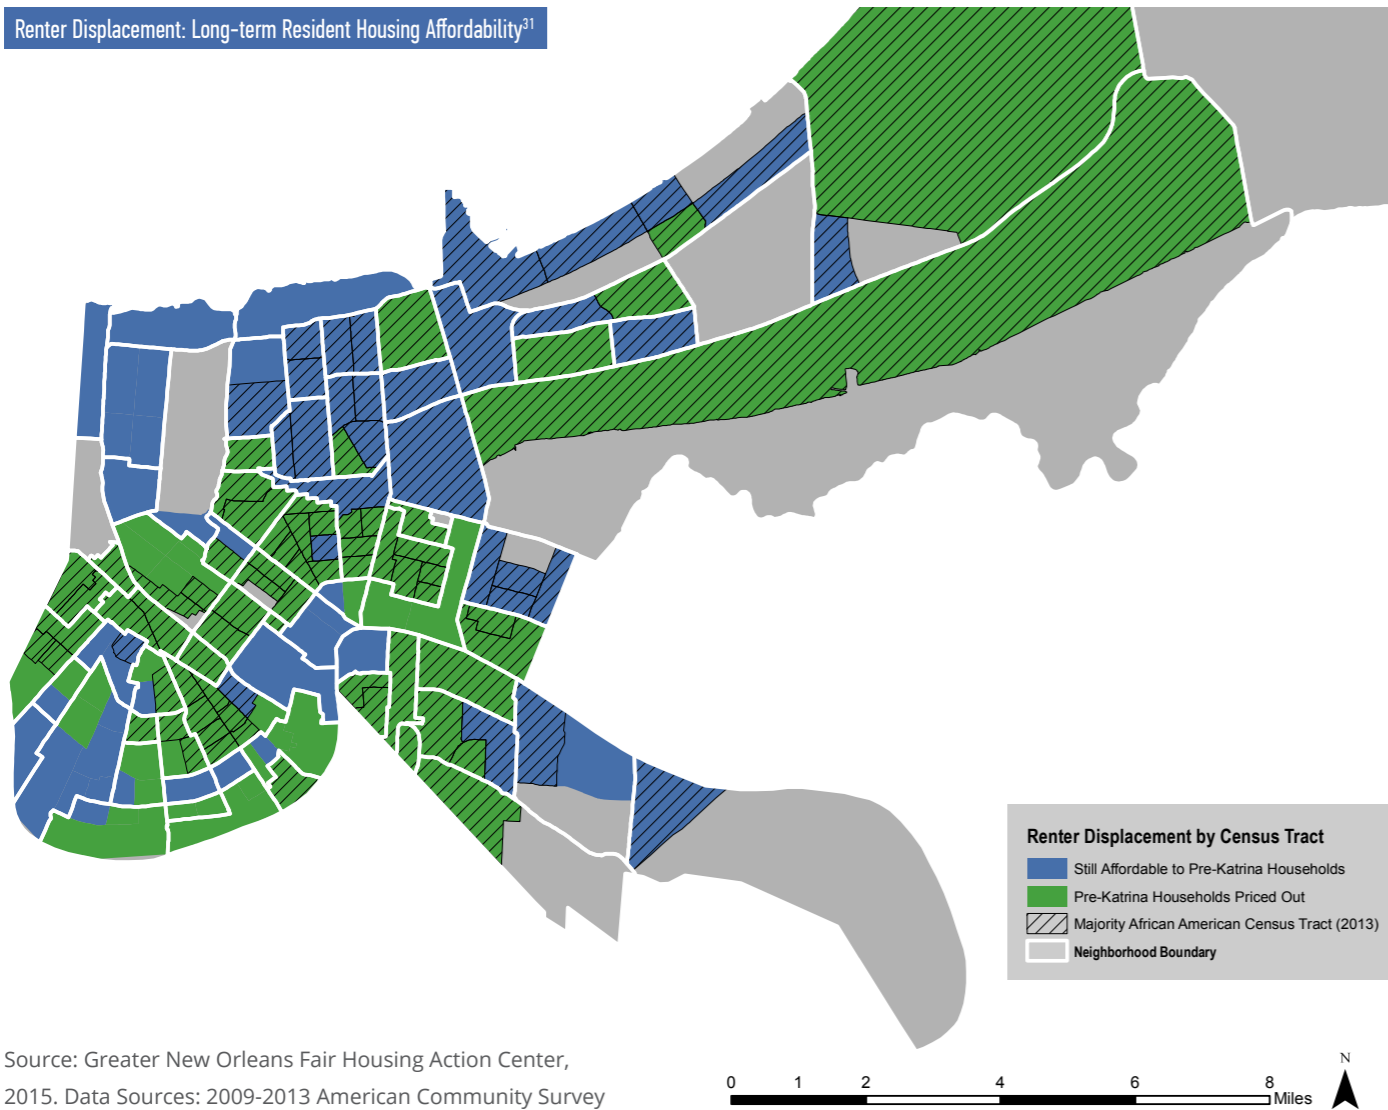 Renter Displacement: Long-term Resident Housing Affordability³¹
Renter Displacement by Census Tract
Still Affordable to Pre-Katrina Households
Pre-Katrina Households Priced Out
Majority African American Census Tract (2013)
Neighborhood Boundary
Source: Greater New Orleans Fair Housing Action Center,
2015. Data Sources: 2009-2013 American Community Survey
0 1 2 4 6 8 Miles
N